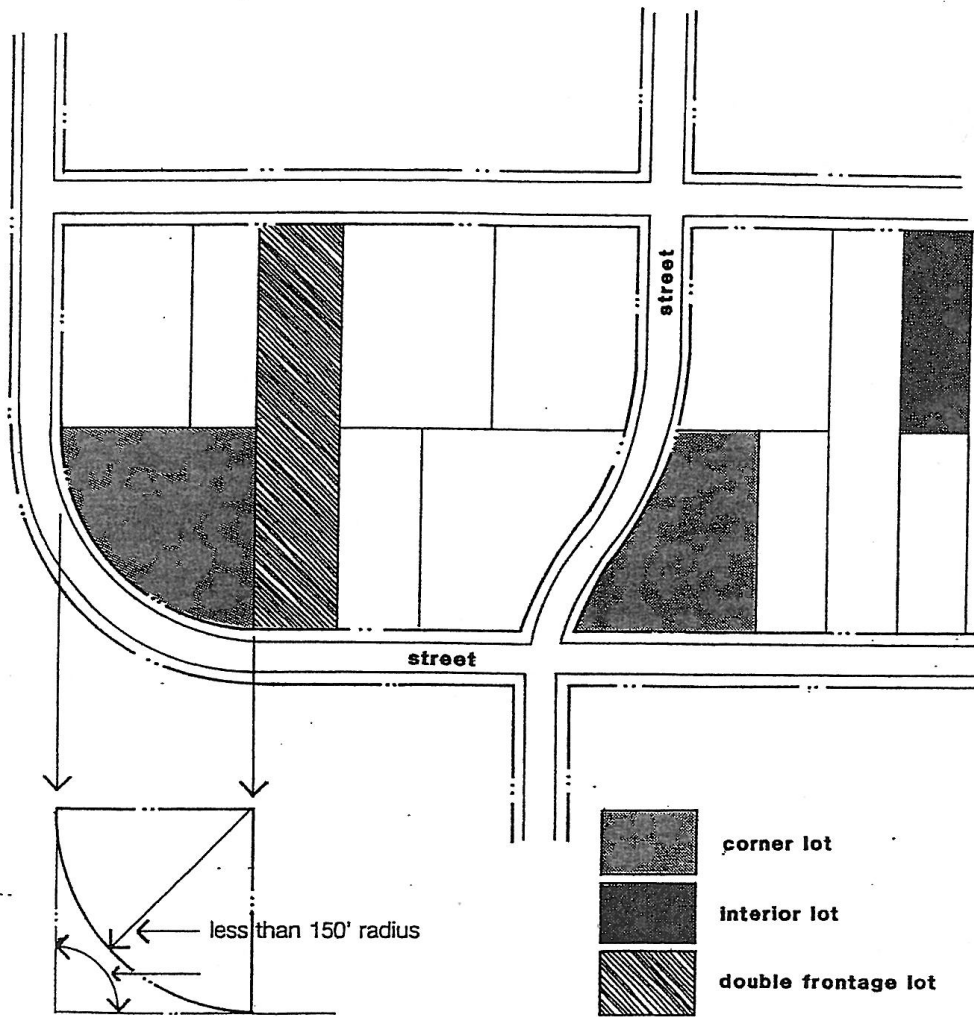 street
street
less than 150' radius
corner lot
interior lot
double frontage lot